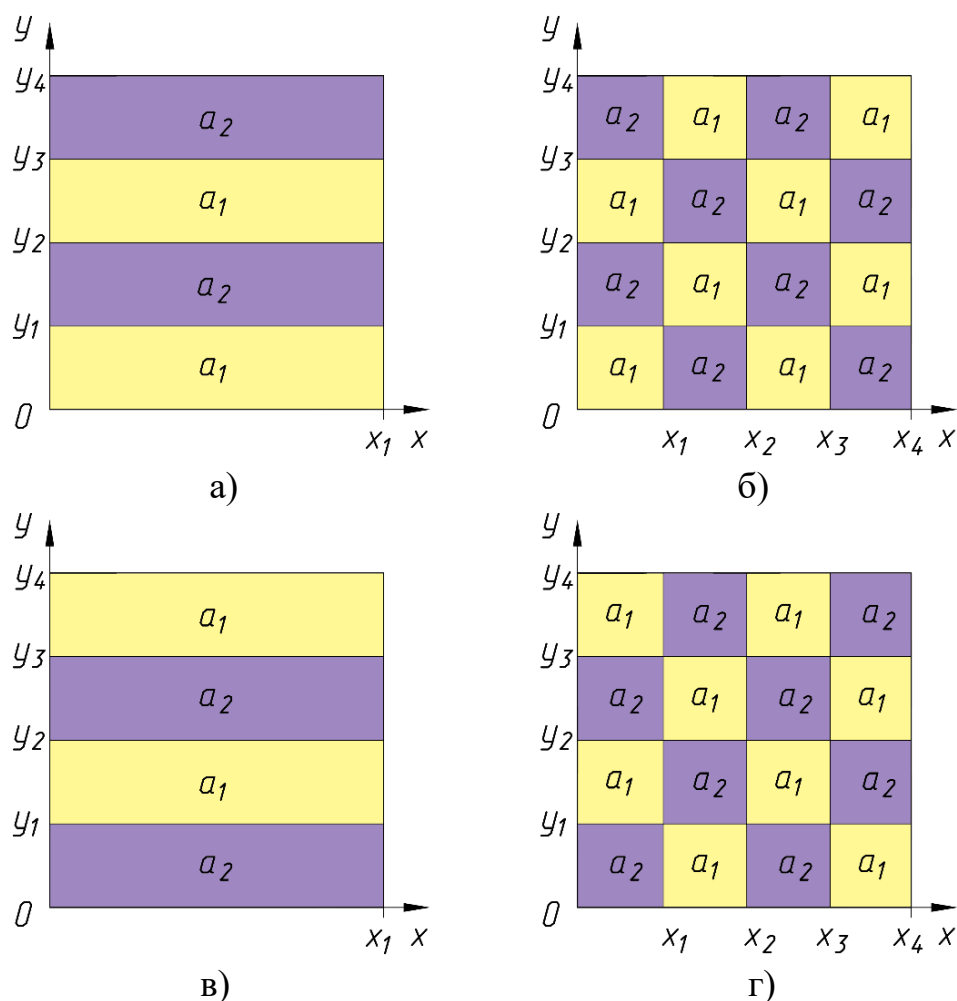 y y
y4 y4
a2 a2 a1 a2 a1
y3 y3
a1 a1 a2 a1 a2
y2 y2
a2 a2 a1 a2 a1
y1 y1
a1 a1 a2 a1 a2
0 0
x1 x x1 x2 x3 x4 x
а) б)
y y
y4 y4
a1 a1 a2 a1 a2
y3 y3
a2 a2 a1 a2 a1
y2 y2
a1 a1 a2 a1 a2
y1 y1
a2 a2 a1 a2 a1
0 0
x1 x x1 x2 x3 x4 x
в) г)